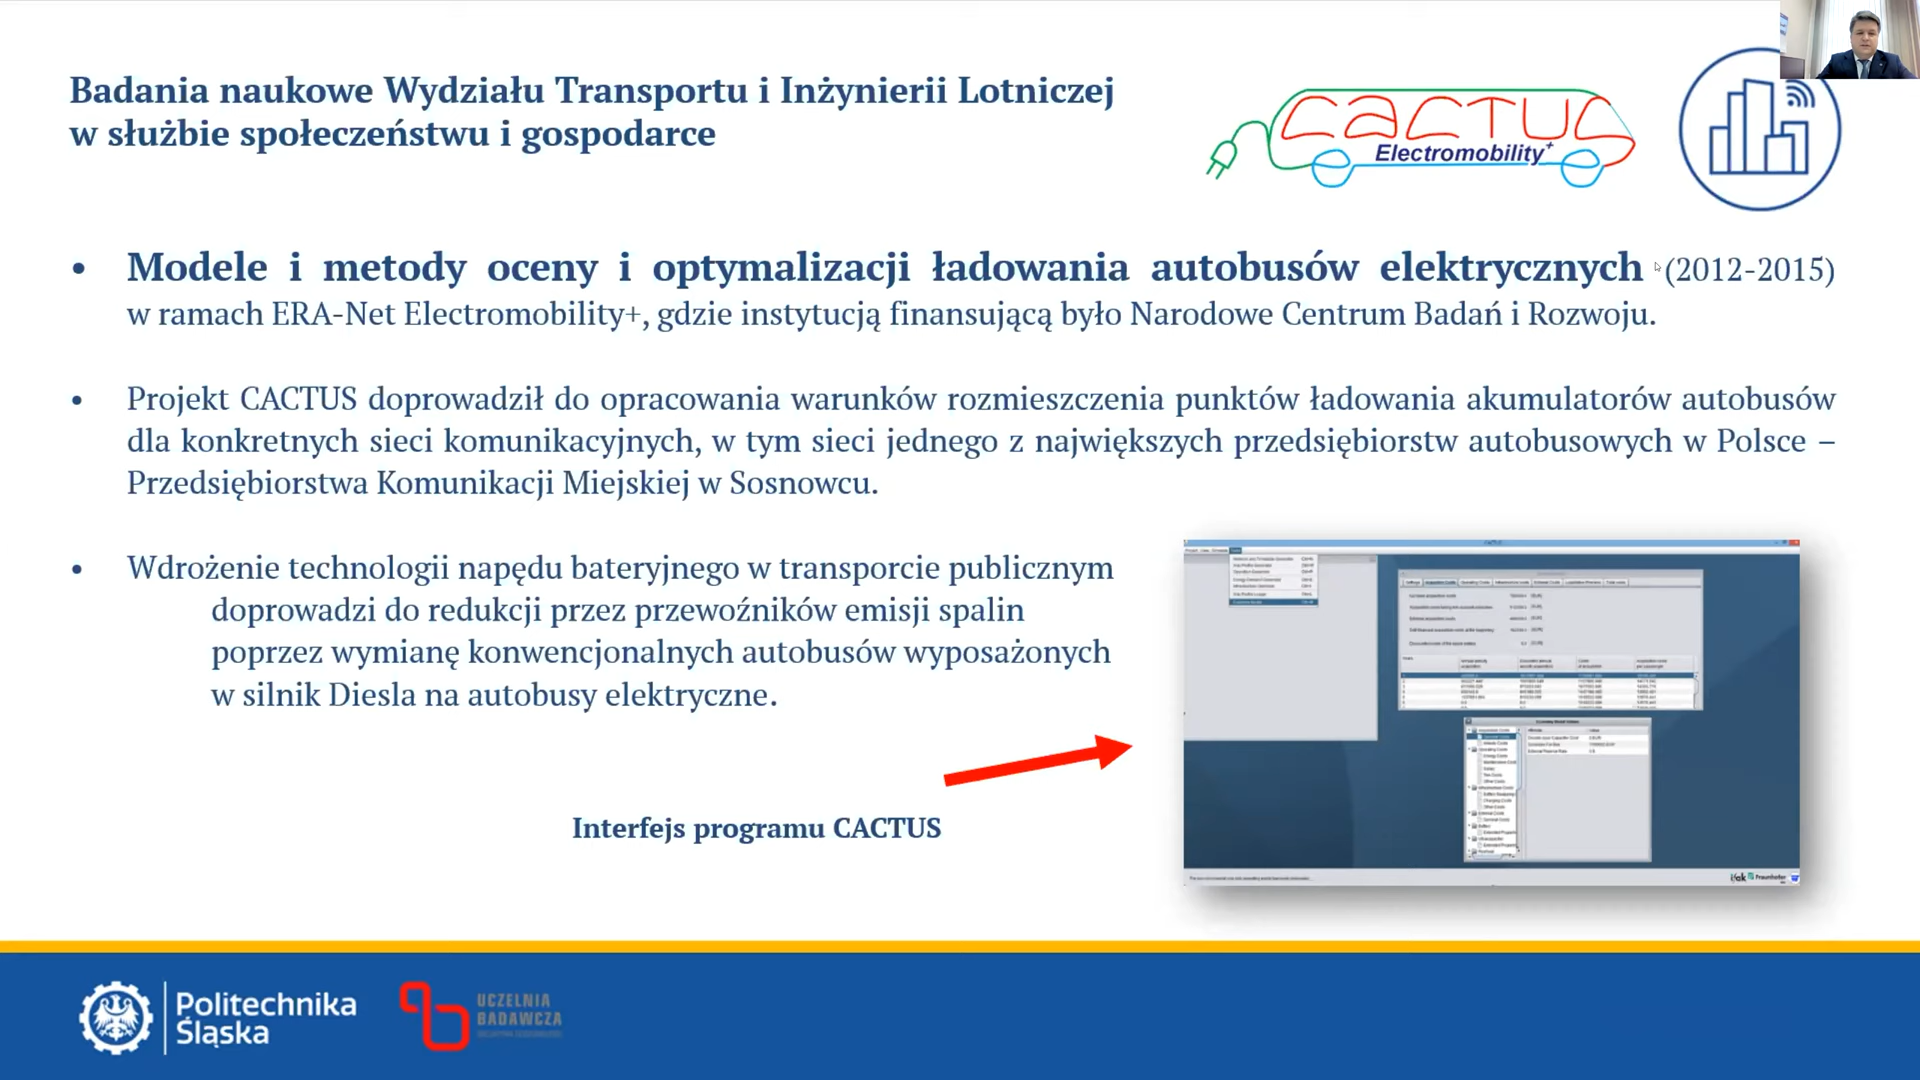 Badania naukowe Wydziału Transportu i Inżynierii Lotniczej
w służbie społeczeństwu i gospodarce
cactus
Electromobility+
• Modele i metody oceny i optymalizacji ładowania autobusów elektrycznych (2012-2015)
w ramach ERA-Net Electromobility+, gdzie instytucją finansującą było Narodowe Centrum Badań i Rozwoju.
• Projekt CACTUS doprowadził do opracowania warunków rozmieszczenia punktów ładowania akumulatorów autobusów
dla konkretnych sieci komunikacyjnych, w tym sieci jednego z największych przedsiębiorstw autobusowych w Polsce –
Przedsiębiorstwa Komunikacji Miejskiej w Sosnowcu.
• Wdrożenie technologii napędu bateryjnego w transporcie publicznym
doprowadzi do redukcji przez przewoźników emisji spalin
poprzez wymianę konwencjonalnych autobusów wyposażonych
w silnik Diesla na autobusy elektryczne.
Interfejs programu CACTUS
ifak Fraunhofer
Politechnika
Śląska
UCZELNIA
BADAWCZA